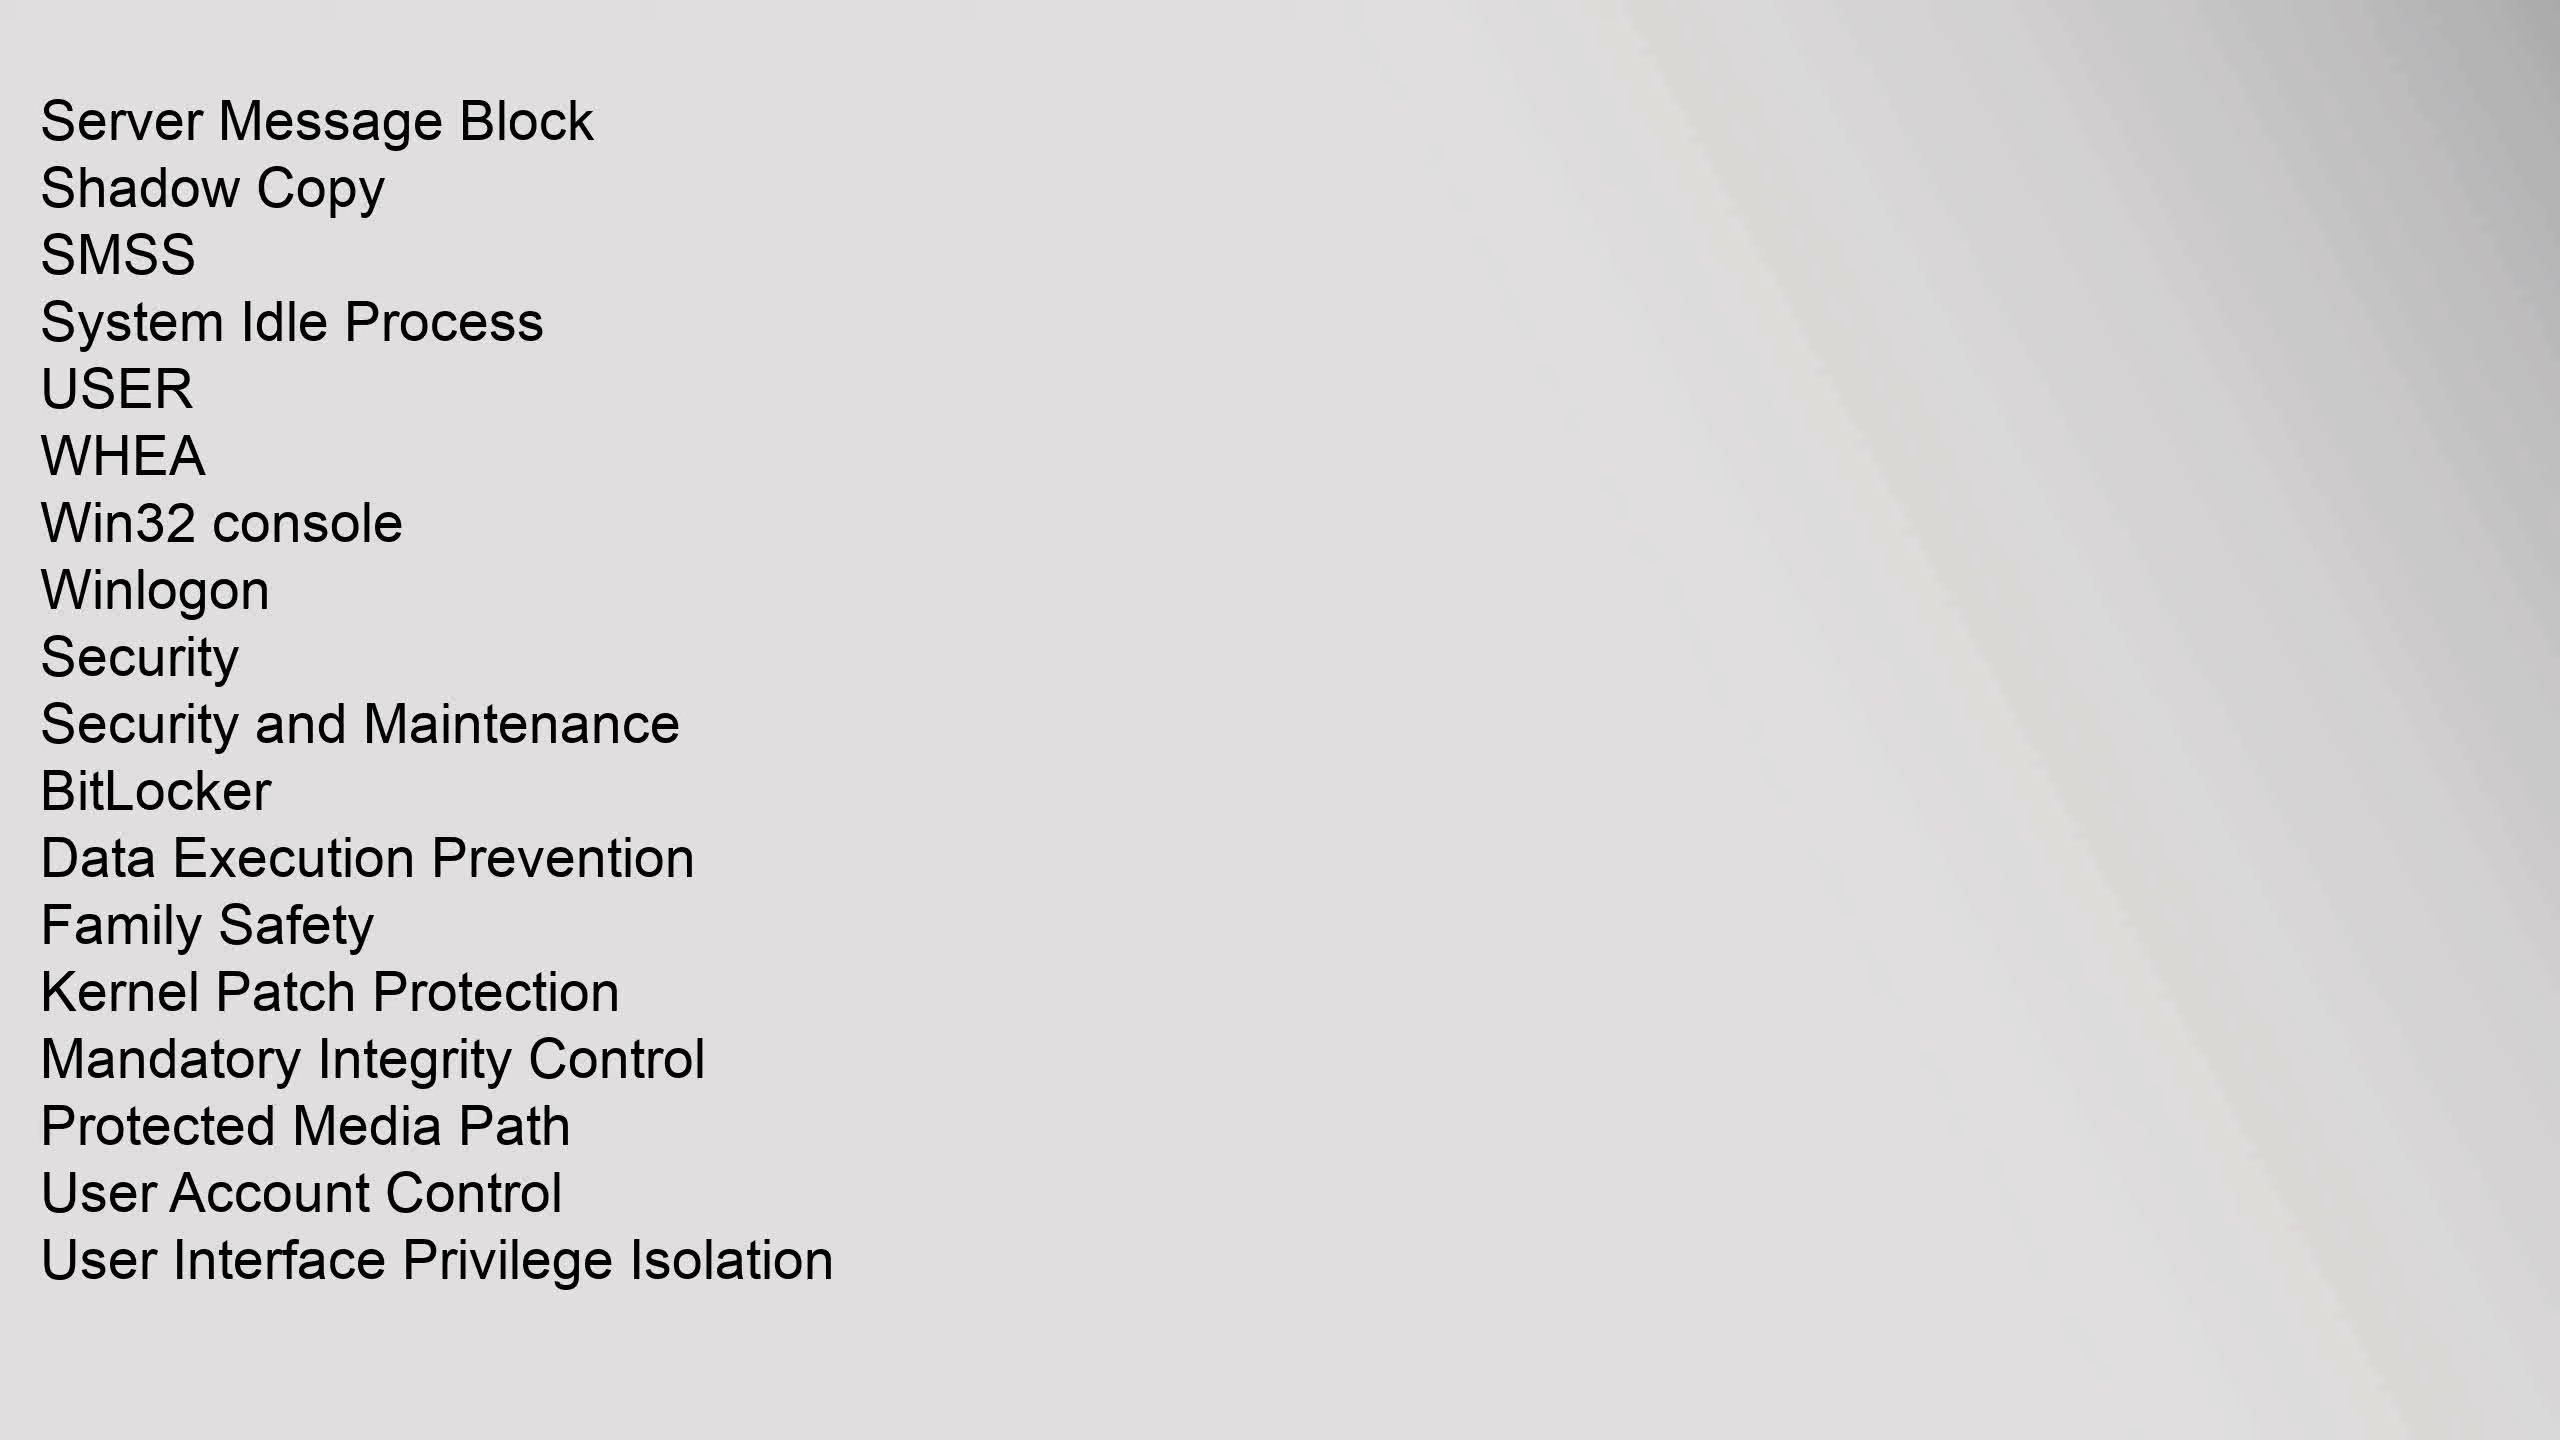 Server Message Block
Shadow Copy
SMSS
System Idle Process
USER
WHEA
Win32 console
Winlogon
Security
Security and Maintenance
BitLocker
Data Execution Prevention
Family Safety
Kernel Patch Protection
Mandatory Integrity Control
Protected Media Path
User Account Control
User Interface Privilege Isolation